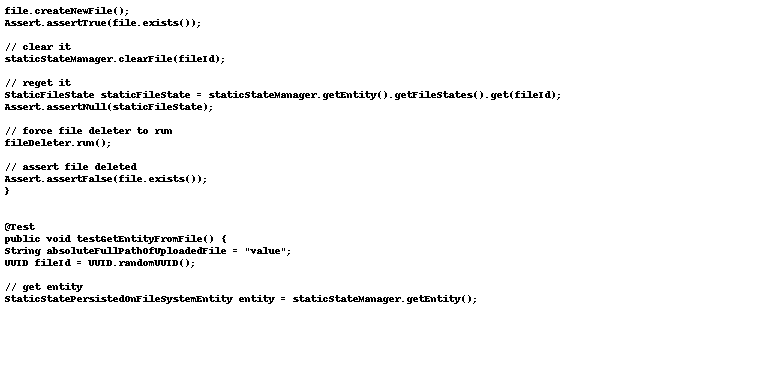 file.createNewFile();
Assert.assertTrue(file.exists());

// clear it
staticStateManager.clearFile(fileId);

// reget it
StaticFileState staticFileState = staticStateManager.getEntity().getFileStates().get(fileId);
Assert.assertNull(staticFileState);

// force file deleter to run
fileDeleter.run();

// assert file deleted
Assert.assertFalse(file.exists());
}


@Test
public void testGetEntityFromFile() {
String absoluteFullPathOfUploadedFile = "value";
UUID fileId = UUID.randomUUID();

// get entity
StaticStatePersistedOnFileSystemEntity entity = staticStateManager.getEntity();